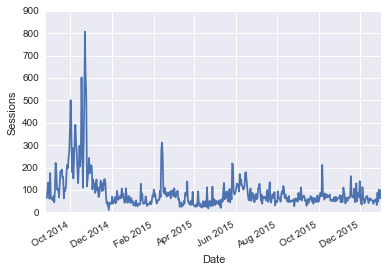 900
800
700
600
500
400
300
200
100
0
Sessions
Oct 2014
Dec 2014
Feb 2015
Apr 2015
Jun 2015
Aug 2015
Oct 2015
Dec 2015
Date